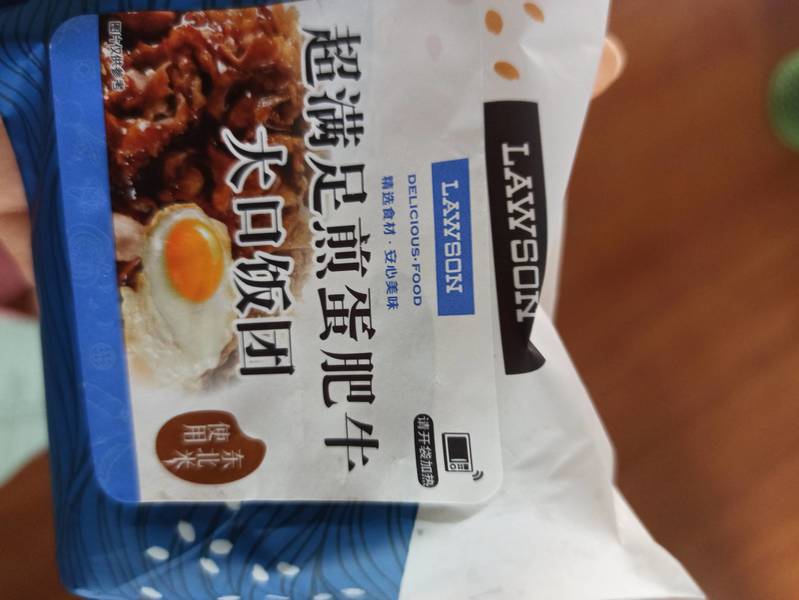 LAWSON
LAWSON
DELICIOUS·FOOD
精选食材·安心美味
超满足煎蛋肥牛
大口饭团
图片仅供参考
请开袋加热
东北米
使用